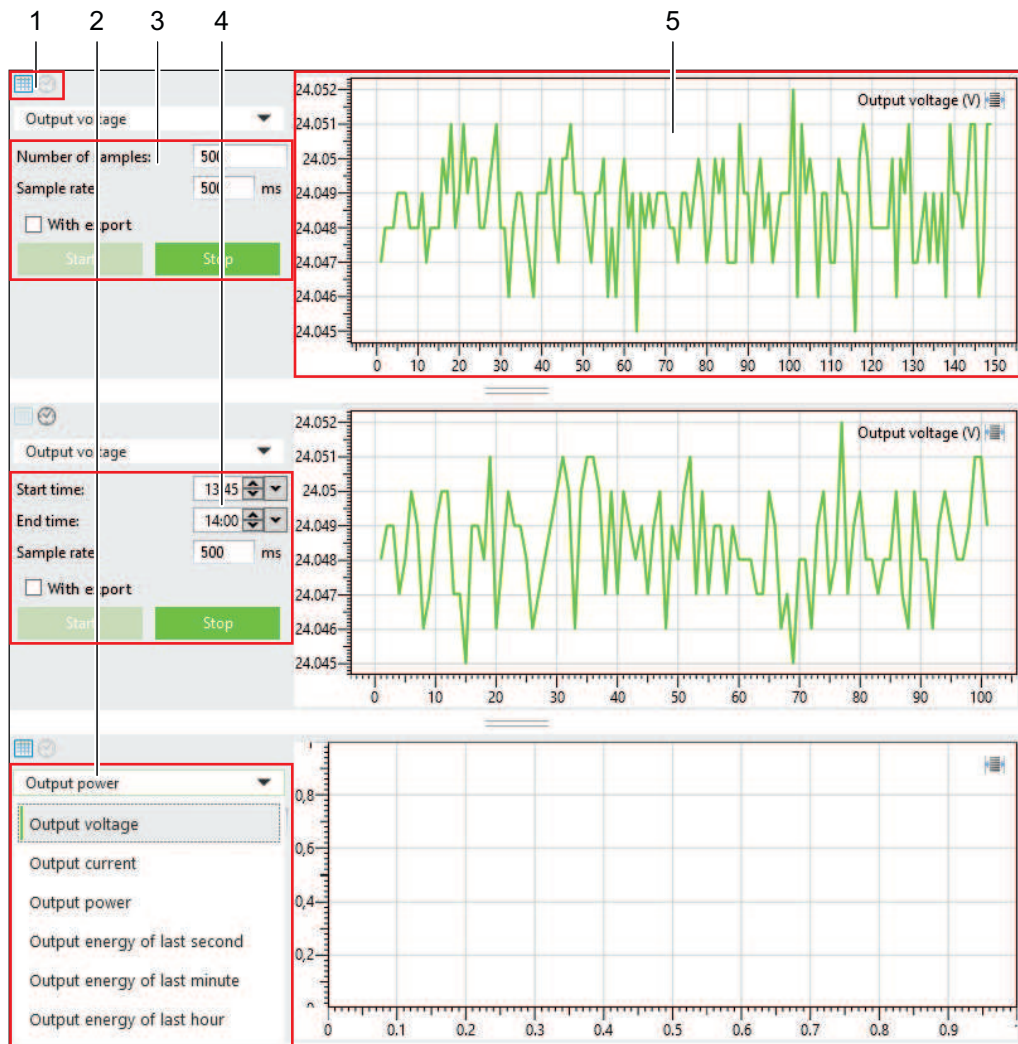 1 2 3 4 5
Output voltage
Number of samples: 500
Sample rate 500 ms
With export
Start Stop
Output voltage (V)
24.052
24.051
24.05
24.049
24.048
24.047
24.046
24.045
0 10 20 30 40 50 60 70 80 90 100 110 120 130 140 150
Output voltage
Start time: 13:45
End time: 14:00
Sample rate 500 ms
With export
Start Stop
Output voltage (V)
24.052
24.051
24.05
24.049
24.048
24.047
24.046
24.045
0 10 20 30 40 50 60 70 80 90 100
Output power
Output voltage
Output current
Output power
Output energy of last second
Output energy of last minute
Output energy of last hour
0,8
0,6
0,4
0,2
0 0.1 0.2 0.3 0.4 0.5 0.6 0.7 0.8 0.9